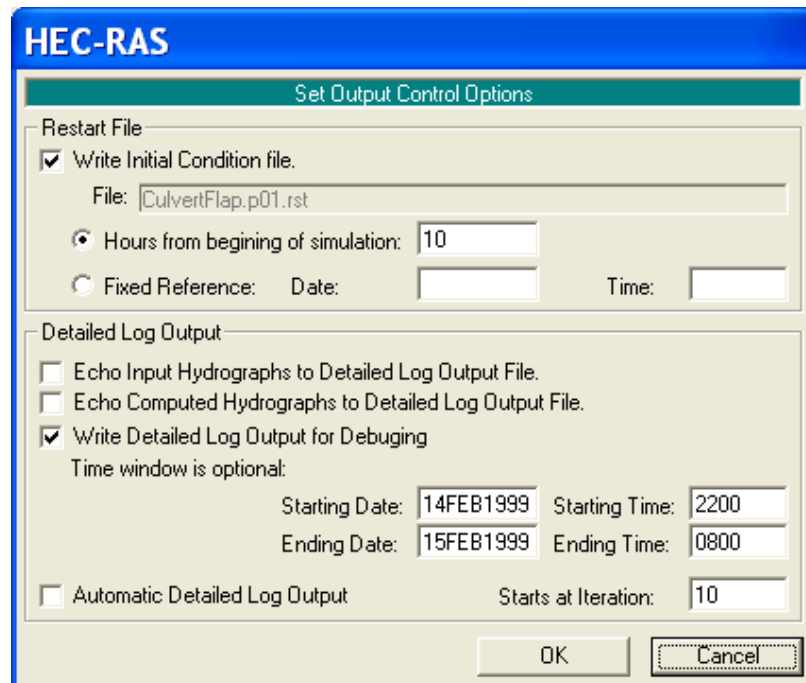 HEC-RAS
Set Output Control Options
Restart File
Write Initial Condition file.
File: CulvertFlap.p01.rst
Hours from begining of simulation: 10
Fixed Reference: Date: Time:
Detailed Log Output
Echo Input Hydrographs to Detailed Log Output File.
Echo Computed Hydrographs to Detailed Log Output File.
Write Detailed Log Output for Debuging
Time window is optional:
Starting Date: 14FEB1999 Starting Time: 2200
Ending Date: 15FEB1999 Ending Time: 0800
Automatic Detailed Log Output Starts at Iteration: 10
OK Cancel